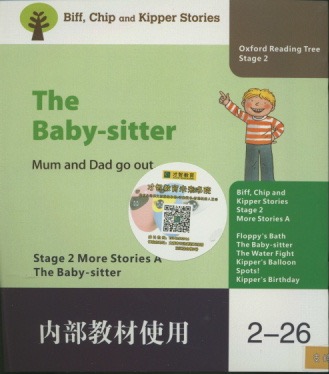 Biff, Chip and Kipper Stories
Oxford Reading Tree
Stage 2
The
Baby-sitter
Mum and Dad go out
Biff, Chip and
Kipper Stories
Stage 2
More Stories A
Floppy's Bath
The Baby-sitter
The Water Fight
Kipper's Balloon
Spots!
Kipper's Birthday
Stage 2 More Stories A
The Baby-sitter
内部教材使用
2-26